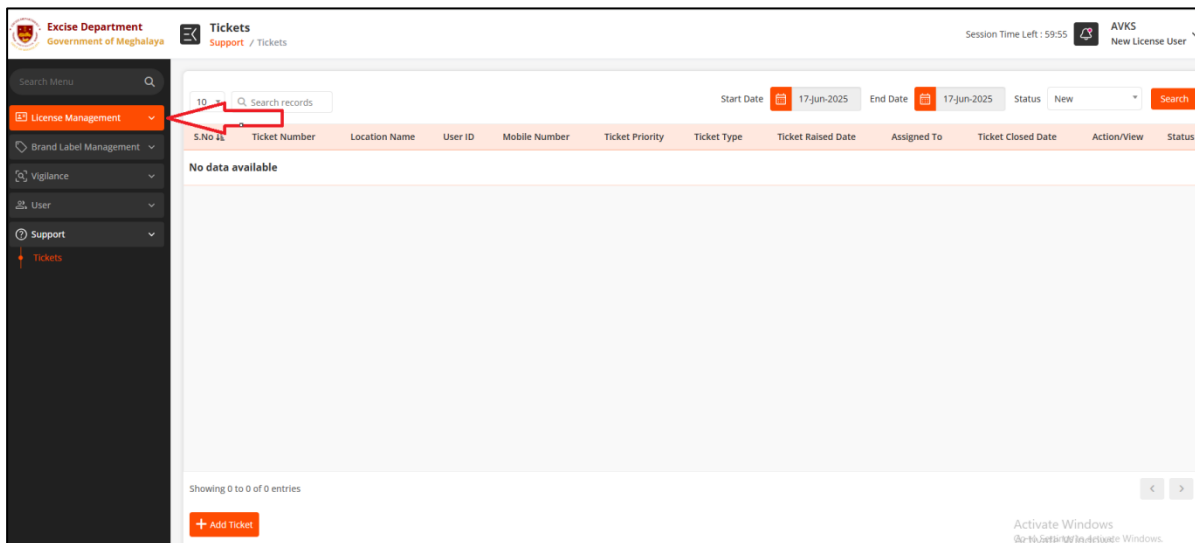 Excise Department
Government of Meghalaya
Tickets
Support / Tickets
Session Time Left : 59:55
AVKS
New License User
Search Menu
License Management
Brand Label Management
Vigilance
User
Support
Tickets
10
Search records
Start Date 17-Jun-2025 End Date 17-Jun-2025 Status New Search
S.No Ticket Number Location Name User ID Mobile Number Ticket Priority Ticket Type Ticket Raised Date Assigned To Ticket Closed Date Action/View Status
No data available
Showing 0 to 0 of 0 entries
+ Add Ticket
Activate Windows
Windows.